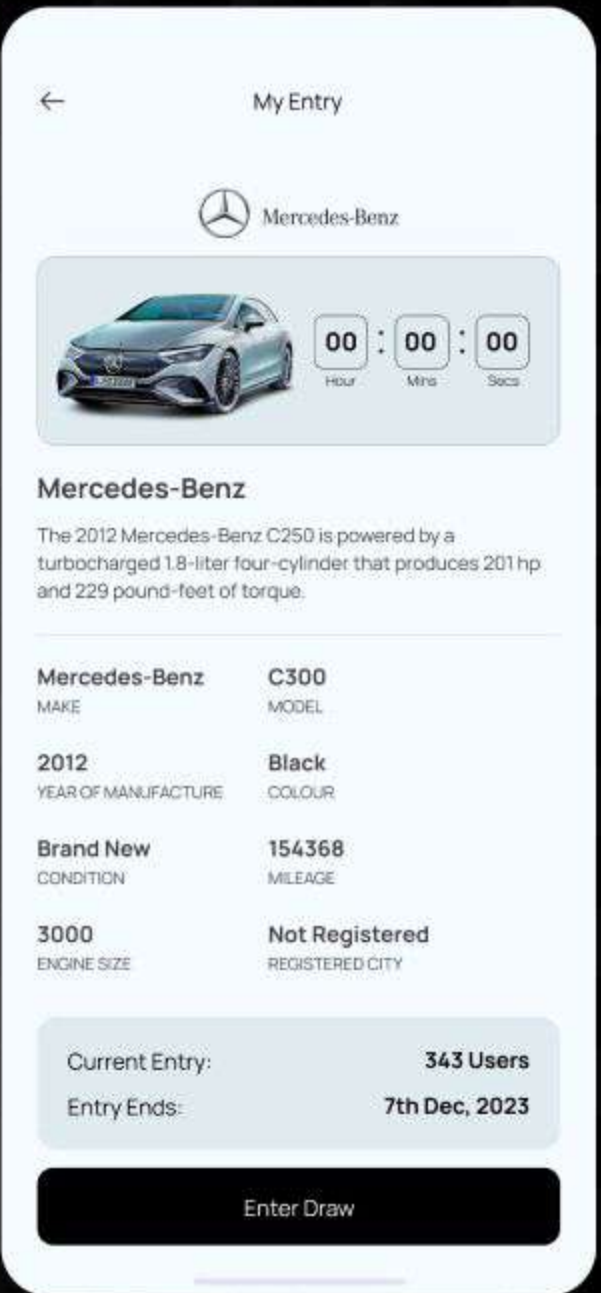 My Entry
Mercedes-Benz
00 : 00 : 00
Hour Mins Secs
Mercedes-Benz
The 2012 Mercedes-Benz C250 is powered by a
turbocharged 1.8-liter four-cylinder that produces 201 hp
and 229 pound-feet of torque.
Mercedes-Benz C300
MAKE MODEL
2012 Black
YEAR OF MANUFACTURE COLOUR
Brand New 154368
CONDITION MILEAGE
3000 Not Registered
ENGINE SIZE REGISTERED CITY
Current Entry: 343 Users
Entry Ends: 7th Dec, 2023
Enter Draw